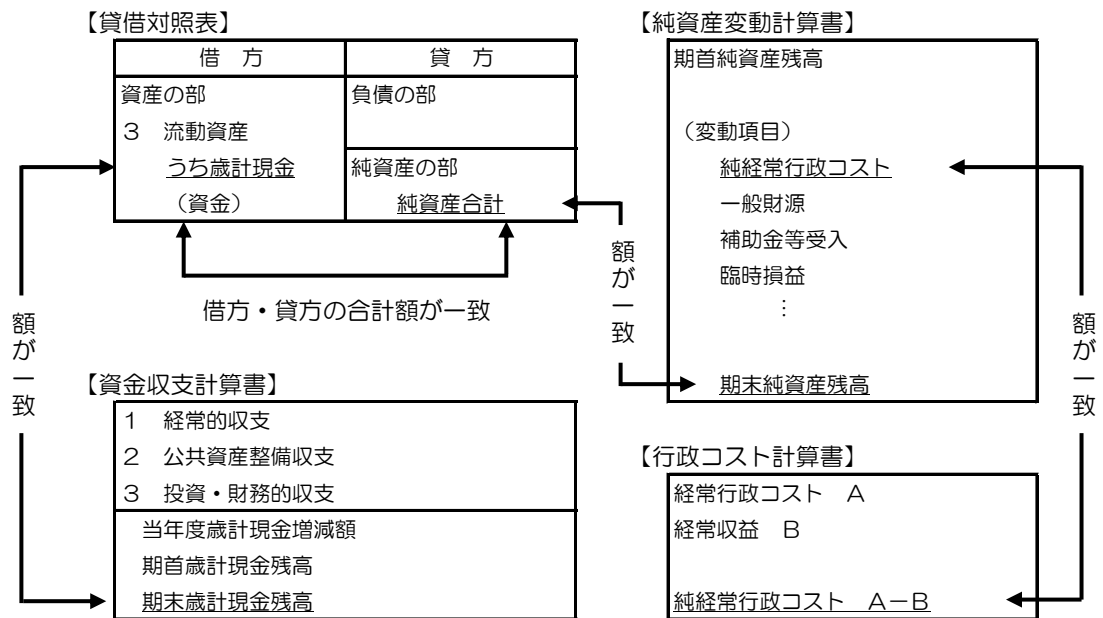 【貸借対照表】
借　方
貸　方
資産の部
３　流動資産
うち歳計現金
（資金）
負債の部
純資産の部
純資産合計
借方・貸方の合計額が一致
額が一致
【資金収支計算書】
１　経常的収支
２　公共資産整備収支
３　投資・財務的収支
当年度歳計現金増減額
期首歳計現金残高
期末歳計現金残高
額が一致
【純資産変動計算書】
期首純資産残高
（変動項目）
純経常行政コスト
一般財源
補助金等受入
臨時損益
…
期末純資産残高
額が一致
【行政コスト計算書】
経常行政コスト　Ａ
経常収益　Ｂ
純経常行政コスト　Ａ－Ｂ